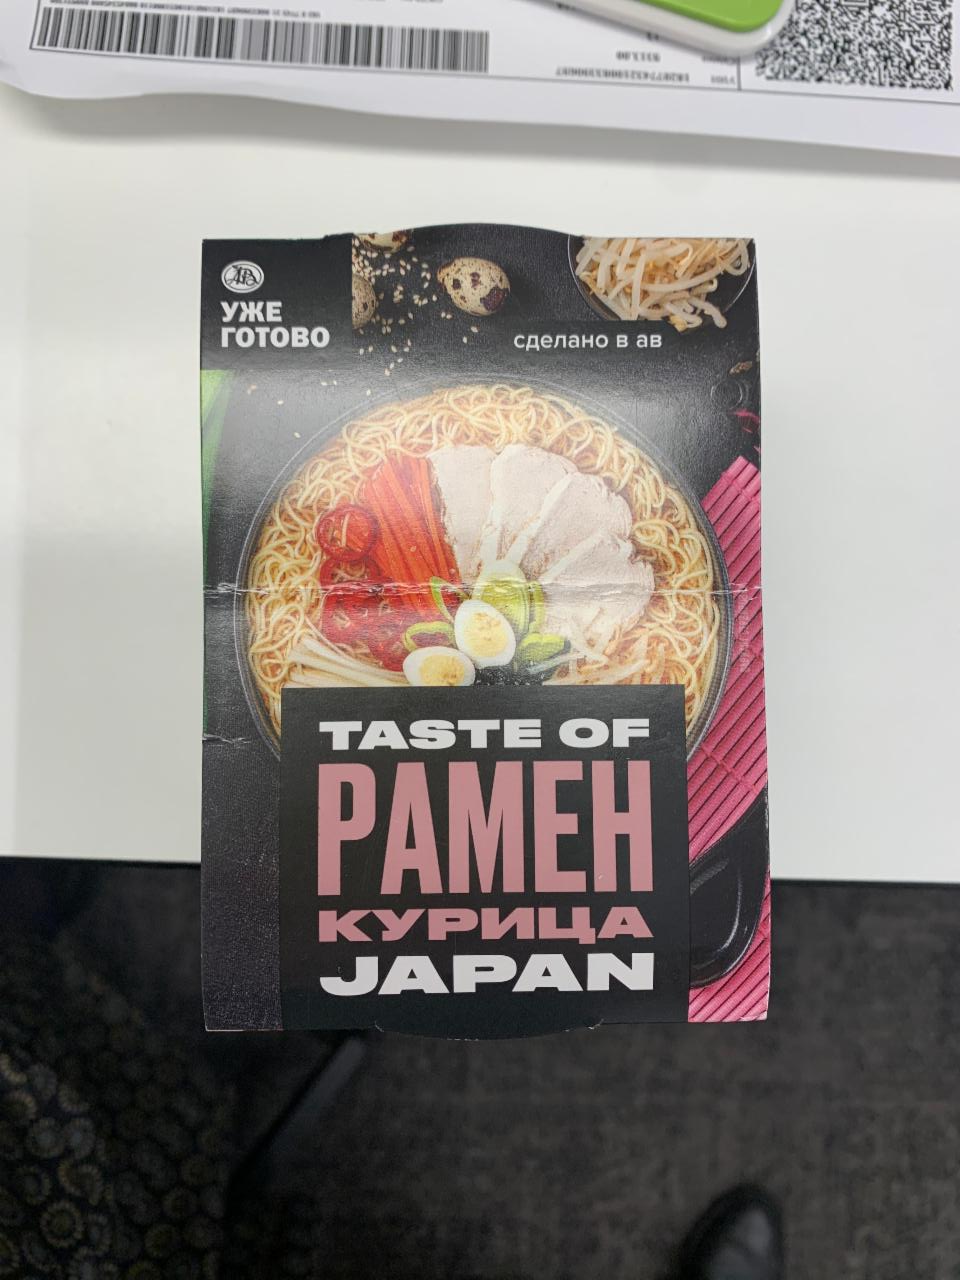 УЖЕ
ГОТОВО
сделано в ав
TASTE OF
РАМЕН
КУРИЦА
JAPAN